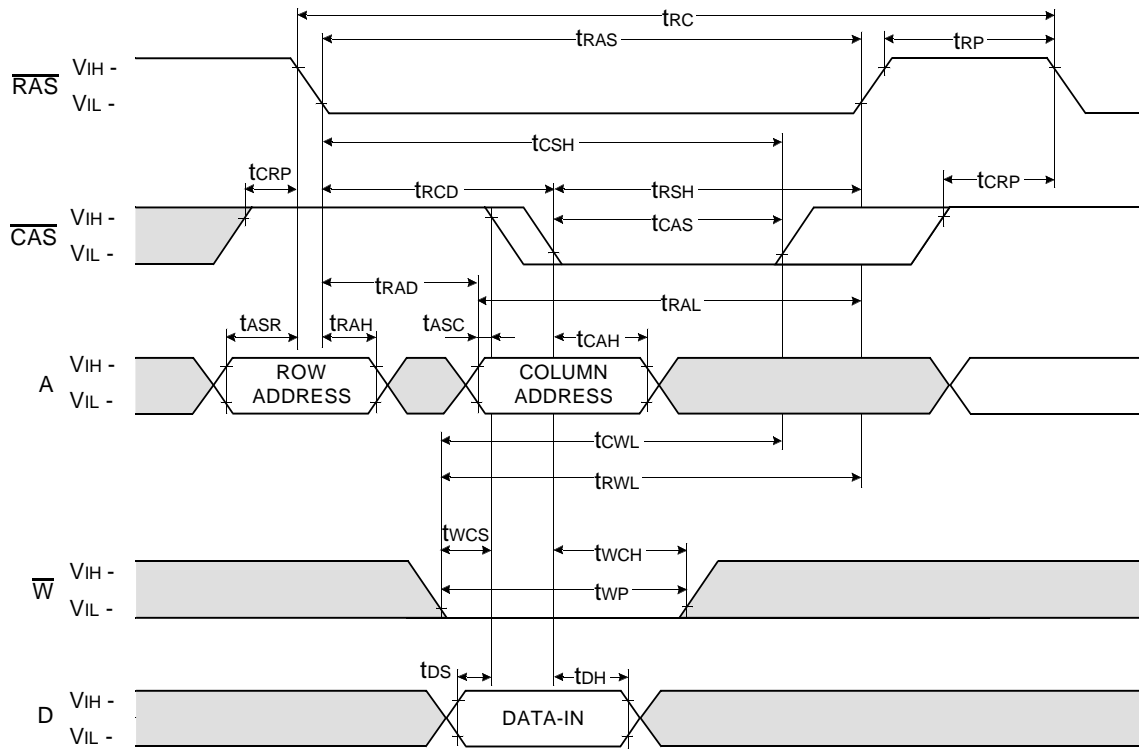 tRC
tRAS
tRP
RAS
VIH -
VIL -
tCSH
tCRP
tRCD
tRSH
tCRP
CAS
VIH -
VIL -
tCAS
tRAD
tRAL
tASR
tRAH
tASC
tCAH
A
VIH -
VIL -
ROW
ADDRESS
COLUMN
ADDRESS
tCWL
tRWL
tWCS
tWCH
W
VIH -
VIL -
tWP
tDS
tDH
D
VIH -
VIL -
DATA-IN